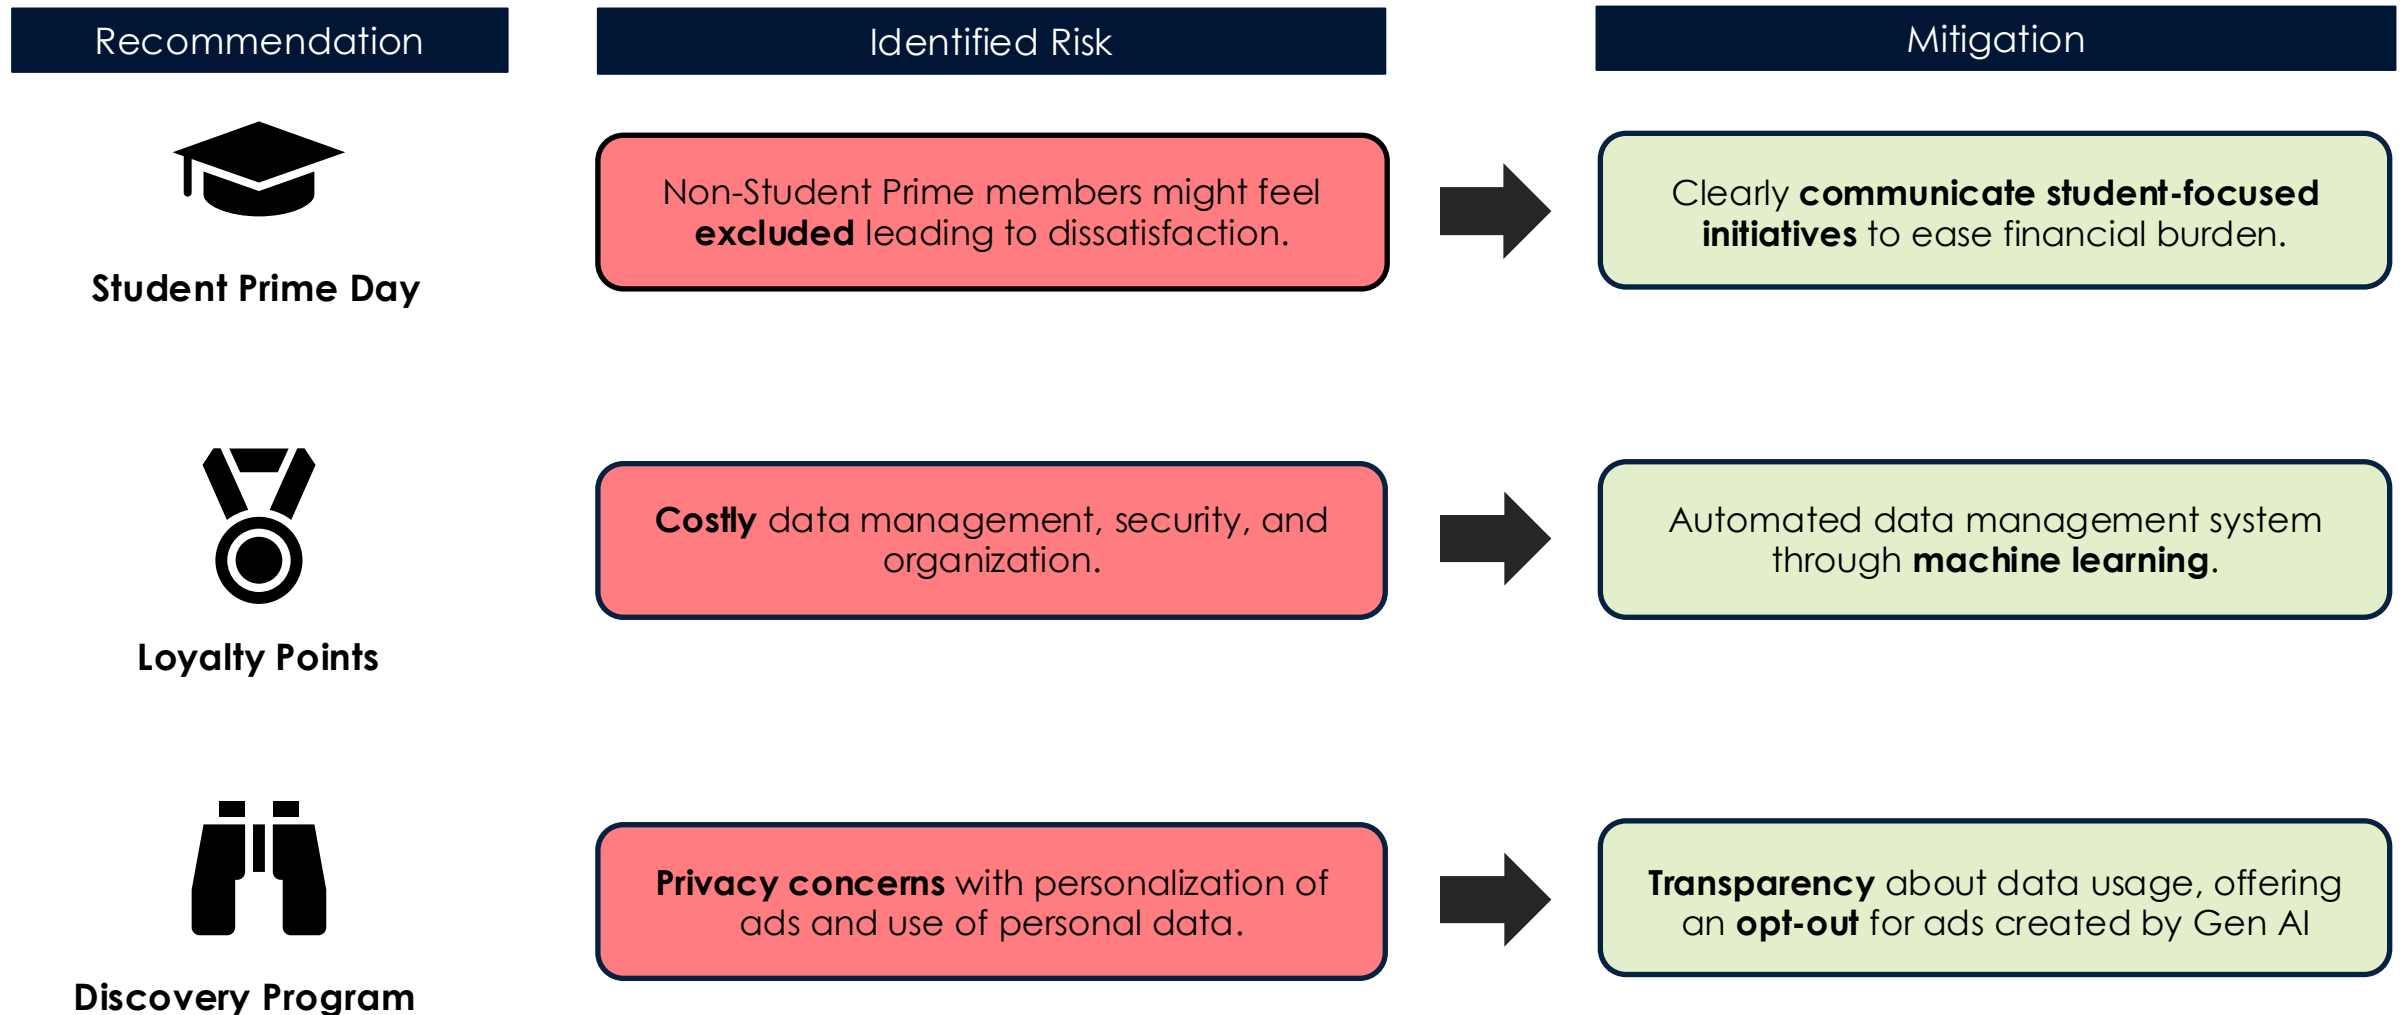 Recommendation
Identified Risk
Mitigation
Student Prime Day
Non-Student Prime members might feel
excluded leading to dissatisfaction.
Clearly communicate student-focused
initiatives to ease financial burden.
Loyalty Points
Costly data management, security, and
organization.
Automated data management system
through machine learning.
Discovery Program
Privacy concerns with personalization of
ads and use of personal data.
Transparency about data usage, offering
an opt-out for ads created by Gen AI